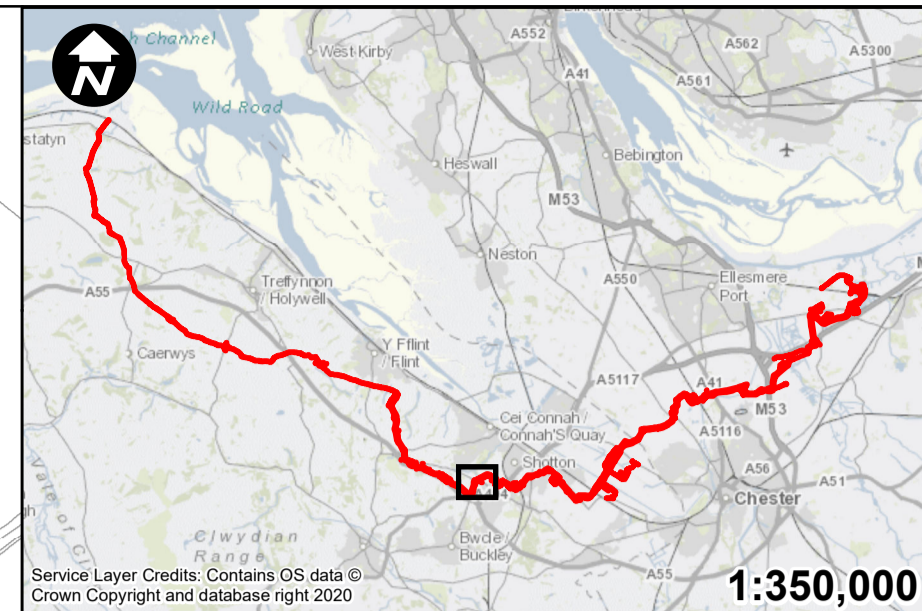 N
h Channel
West Kirby
Wild Road
statyn
A552
A41
A562
A561
A5300
Heswall
Bebington
M53
Neston
A550
Ellesmere
Port
A55
Treffynnon
/ Holywell
Caerwys
Y Fflint
/ Flint
A5117
A41
M53
A5116
Cei Connah /
Connah'S Quay
Shotton
A56
A51
Chester
Bwcle /
Buckley
Clwydian
Range
A55
Service Layer Credits: Contains OS data ©
Crown Copyright and database right 2020
1:350,000